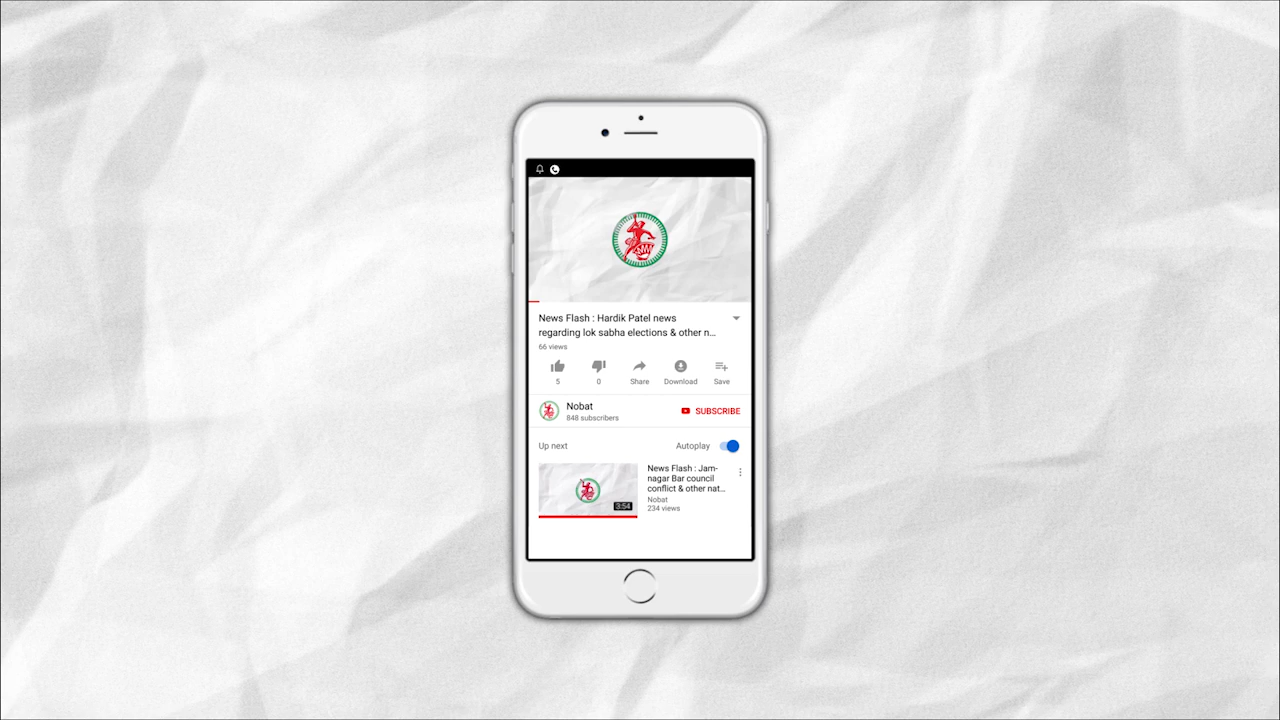 News Flash : Hardik Patel news
regarding lok sabha elections & other n...
66 views
5
0
Share
Download
Save
Nobat
848 subscribers
SUBSCRIBE
Up next
Autoplay
3:54
News Flash : Jam-
nagar Bar council
conflict & other nat...
Nobat
234 views